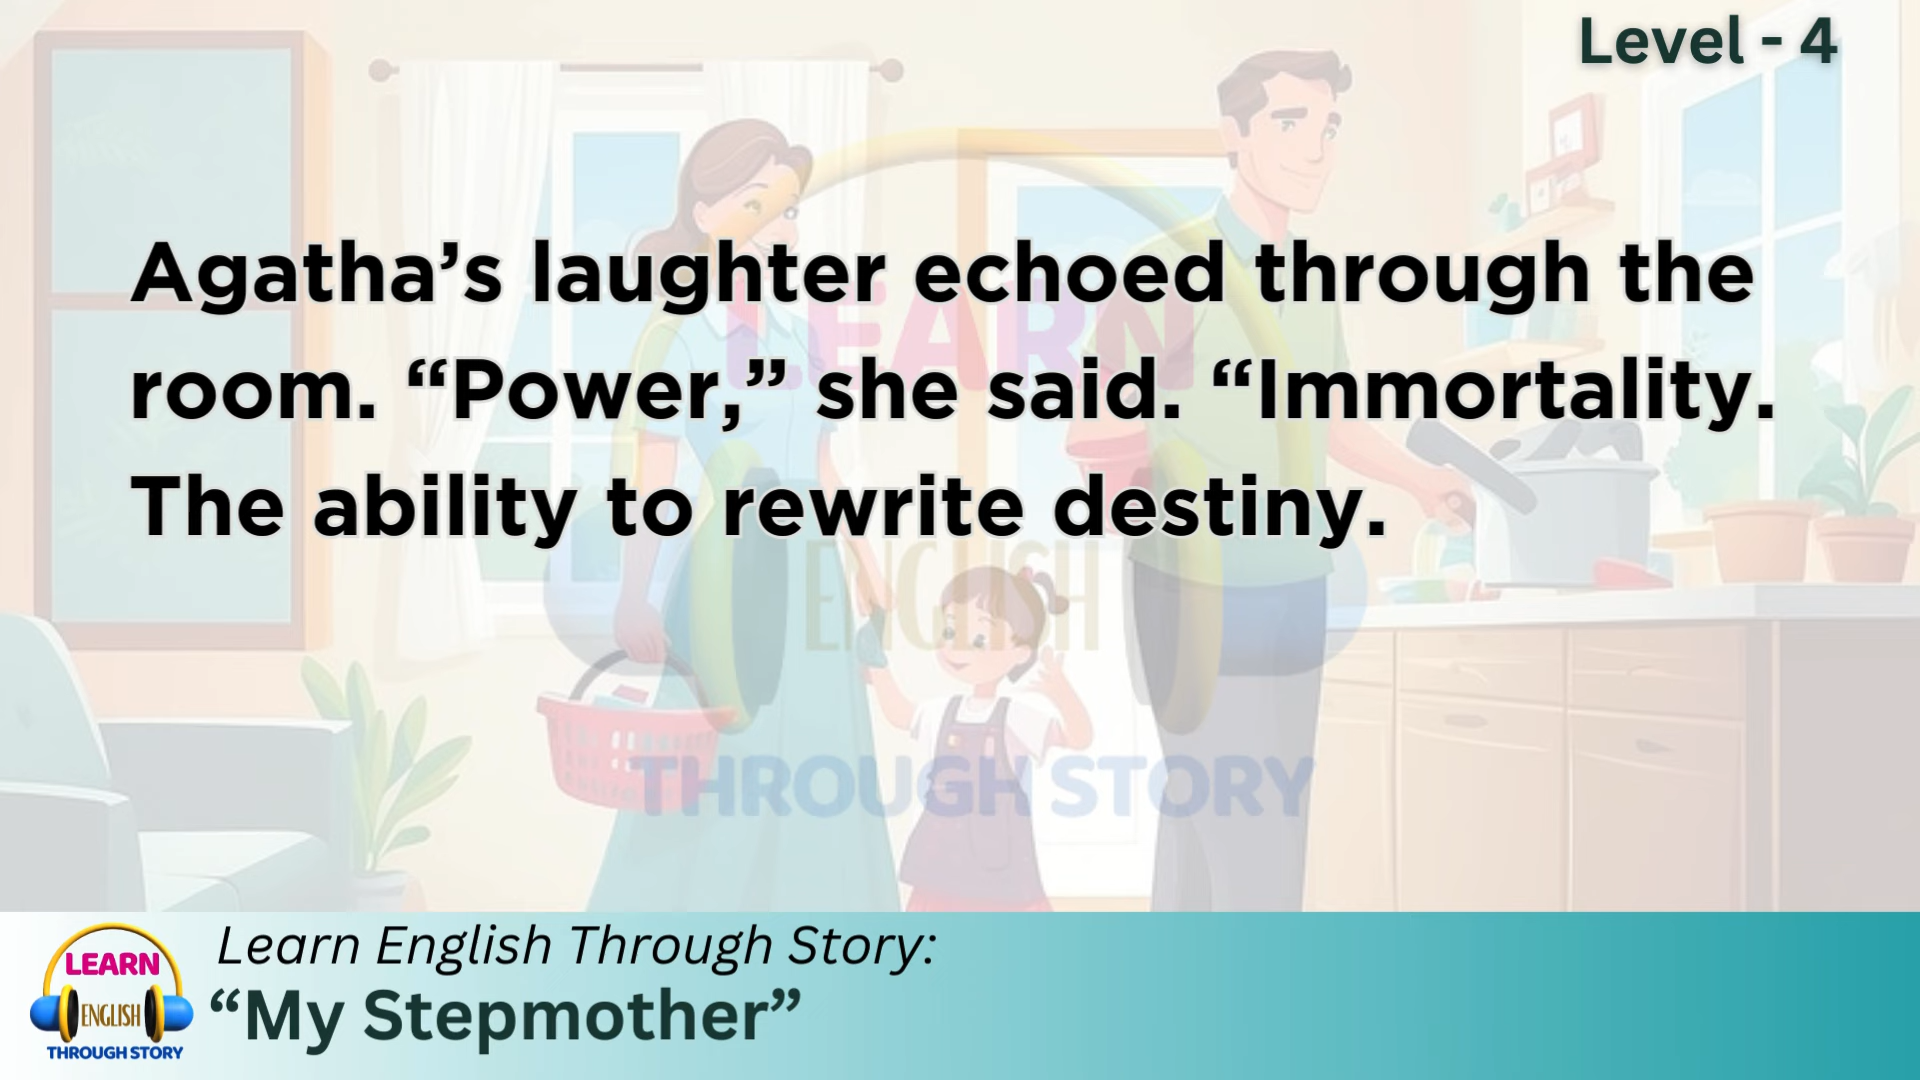 Level - 4
Agatha’s laughter echoed through the
room. “Power,” she said. “Immortality.
The ability to rewrite destiny.
LEARN
ENGLISH
THROUGH STORY
Learn English Through Story:
“My Stepmother”
LEARN
ENGLISH
THROUGH STORY